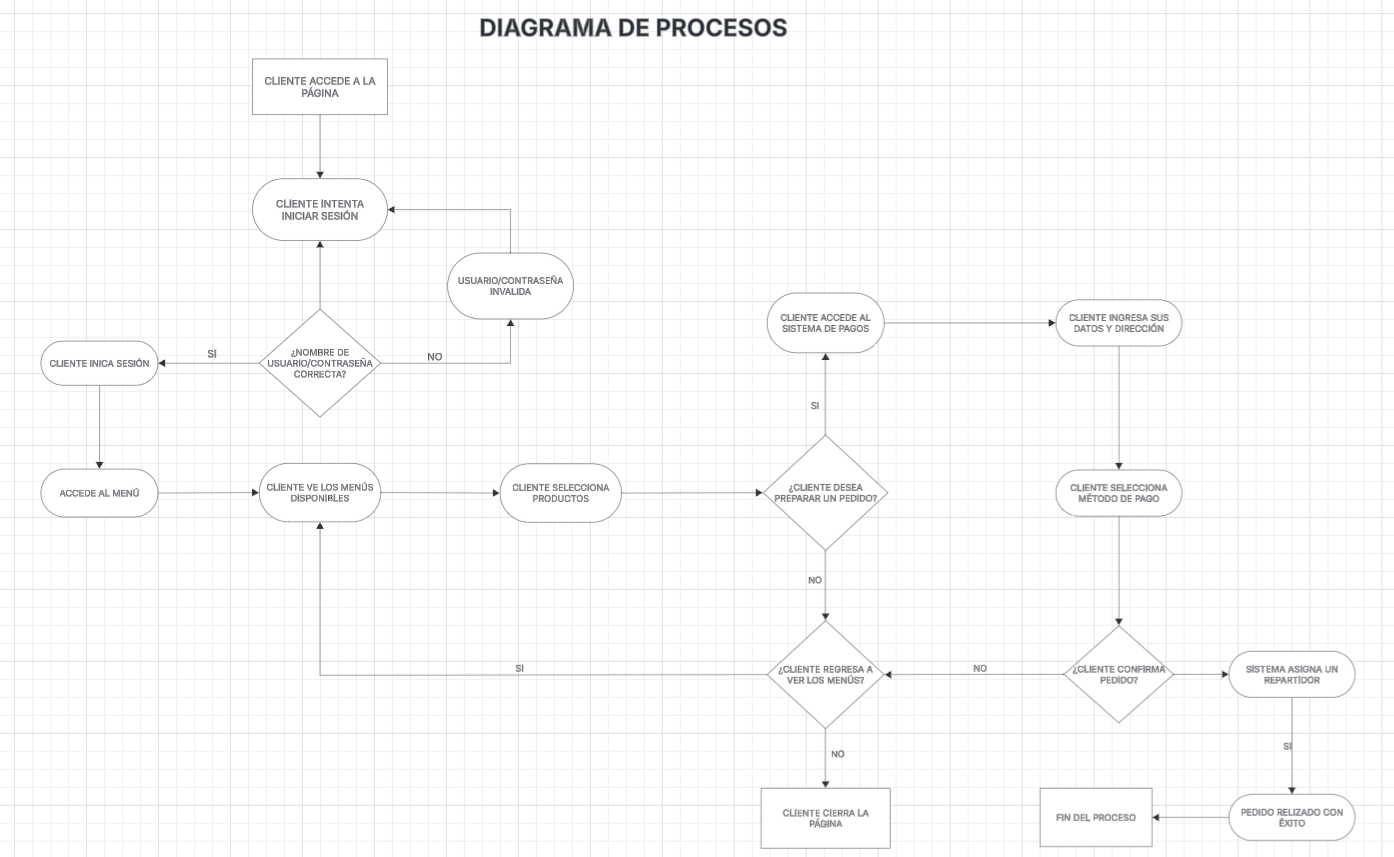 DIAGRAMA DE PROCESOS
CLIENTE ACCEDE A LA
PÁGINA
CLIENTE INTENTA
INICIAR SESIÓN
USUARIO/CONTRASEÑA
INVALIDA
¿NOMBRE DE
USUARIO/CONTRASEÑA
CORRECTA?
SÍ
NO
CLIENTE INICA SESIÓN
ACCEDE AL MENÚ
CLIENTE VE LOS MENÚS
DISPONIBLES
CLIENTE SELECCIONA
PRODUCTOS
¿CLIENTE DESEA
PREPARAR UN PEDIDO?
SI
CLIENTE ACCEDE AL
SISTEMA DE PAGOS
CLIENTE INGRESA SUS
DATOS Y DIRECCIÓN
CLIENTE SELECCIONA
MÉTODO DE PAGO
NO
¿CLIENTE REGRESA A
VER LOS MENÚS?
SI
NO
¿CLIENTE CONFIRMA
PEDIDO?
SISTEMA ASIGNA UN
REPARTIDOR
NO
SÍ
CLIENTE CIERRA LA
PÁGINA
FIN DEL PROCESO
PEDIDO RELIZADO CON
ÉXITO